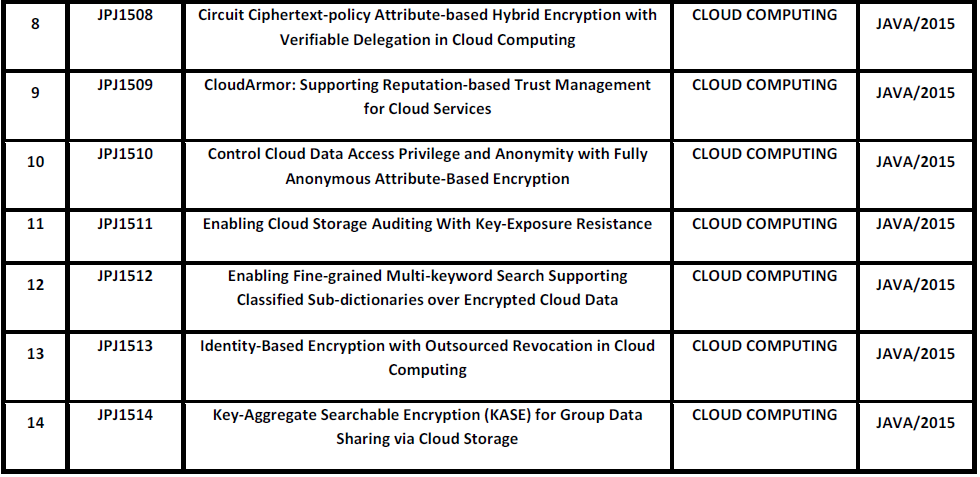 8 JPJ1508 Circuit Ciphertext-policy Attribute-based Hybrid Encryption with CLOUD COMPUTING JAVA/2015
Verifiable Delegation in Cloud Computing
9 JPJ1509 CloudArmor: Supporting Reputation-based Trust Management CLOUD COMPUTING JAVA/2015
for Cloud Services
10 JPJ1510 Control Cloud Data Access Privilege and Anonymity with Fully CLOUD COMPUTING JAVA/2015
Anonymous Attribute-Based Encryption
11 JPJ1511 Enabling Cloud Storage Auditing With Key-Exposure Resistance CLOUD COMPUTING JAVA/2015
12 JPJ1512 Enabling Fine-grained Multi-keyword Search Supporting CLOUD COMPUTING JAVA/2015
Classified Sub-dictionaries over Encrypted Cloud Data
13 JPJ1513 Identity-Based Encryption with Outsourced Revocation in Cloud CLOUD COMPUTING JAVA/2015
Computing
14 JPJ1514 Key-Aggregate Searchable Encryption (KASE) for Group Data CLOUD COMPUTING JAVA/2015
Sharing via Cloud Storage